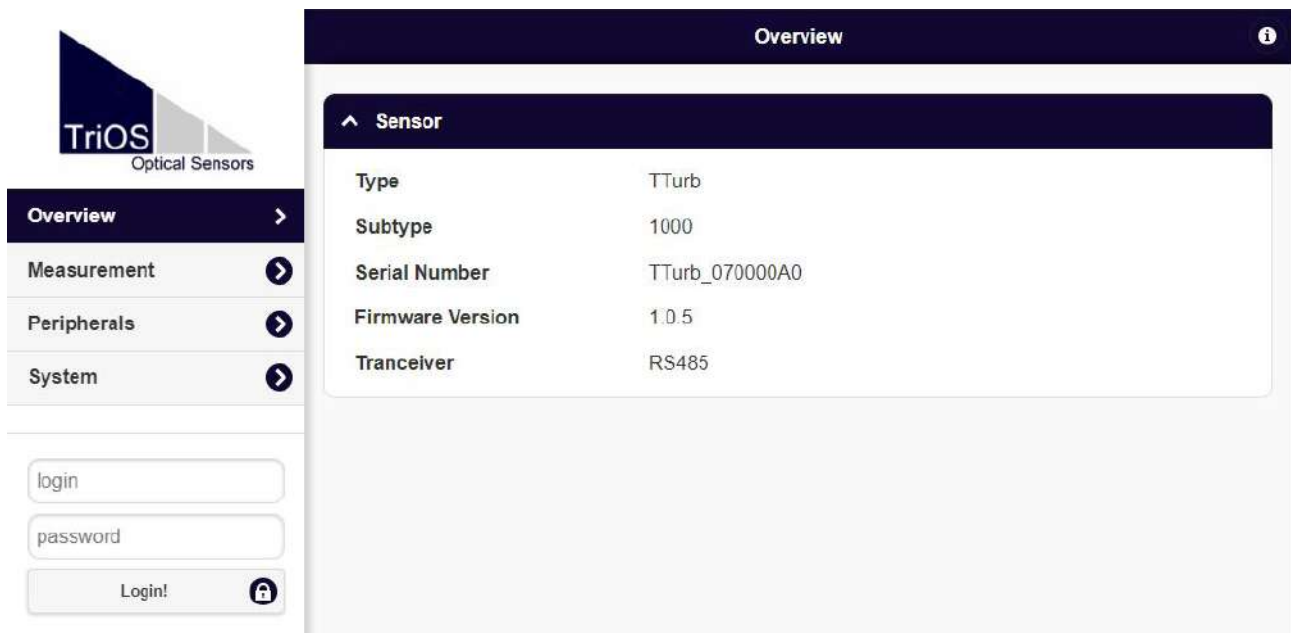 TriOS
Optical Sensors
Overview
Measurement
Peripherals
System
login
password
Login!
Overview
Sensor
Type TTurb
Subtype 1000
Serial Number TTurb_070000A0
Firmware Version 1.0.5
Tranceiver RS485